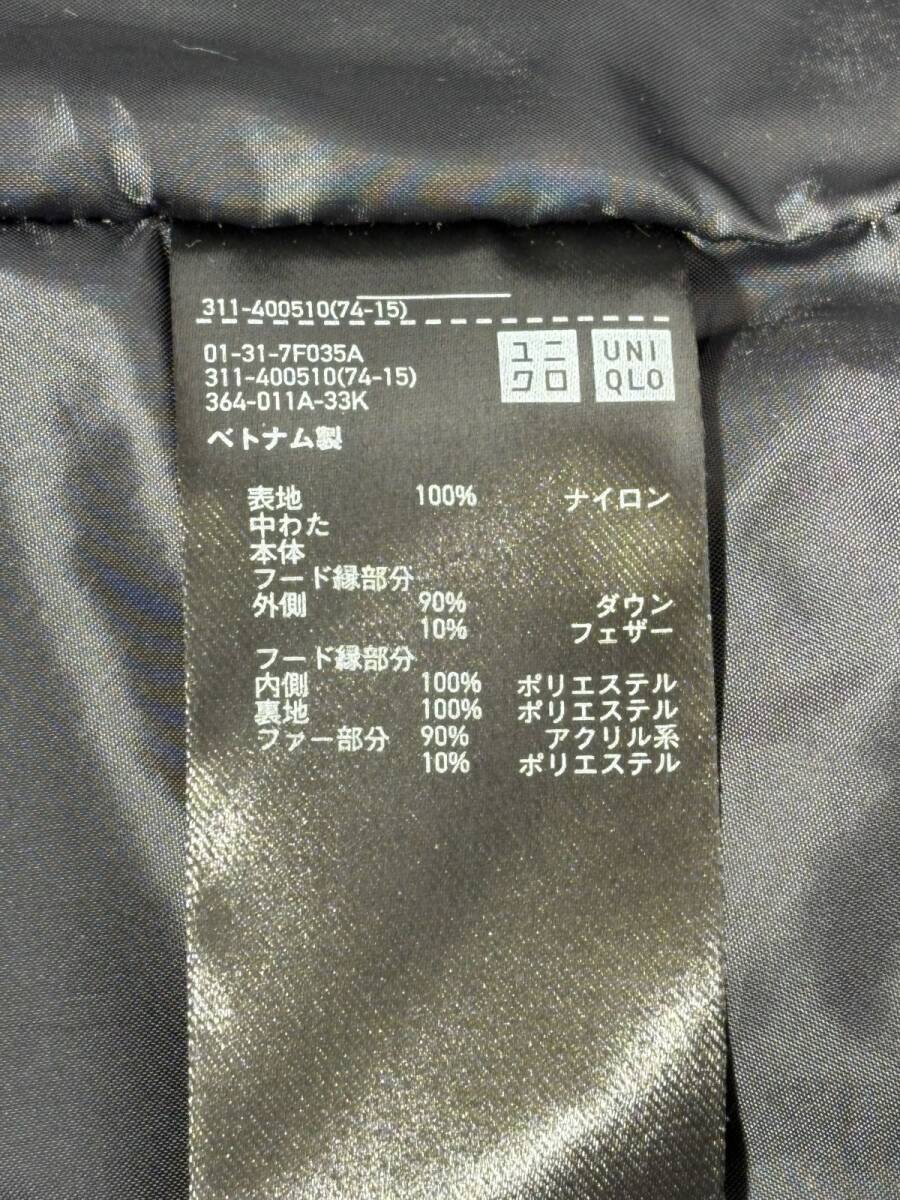 311-400510(74-15)
01-31-7F035A
311-400510(74-15)
364-011A-33K
ユニ
クロ
UNI
QLO
ベトナム製
表地 100% ナイロン
中わた
本体
フード縁部分
外側 90% ダウン
10% フェザー
フード縁部分
内側 100% ポリエステル
裏地 100% ポリエステル
ファー部分 90% アクリル系
10% ポリエステル